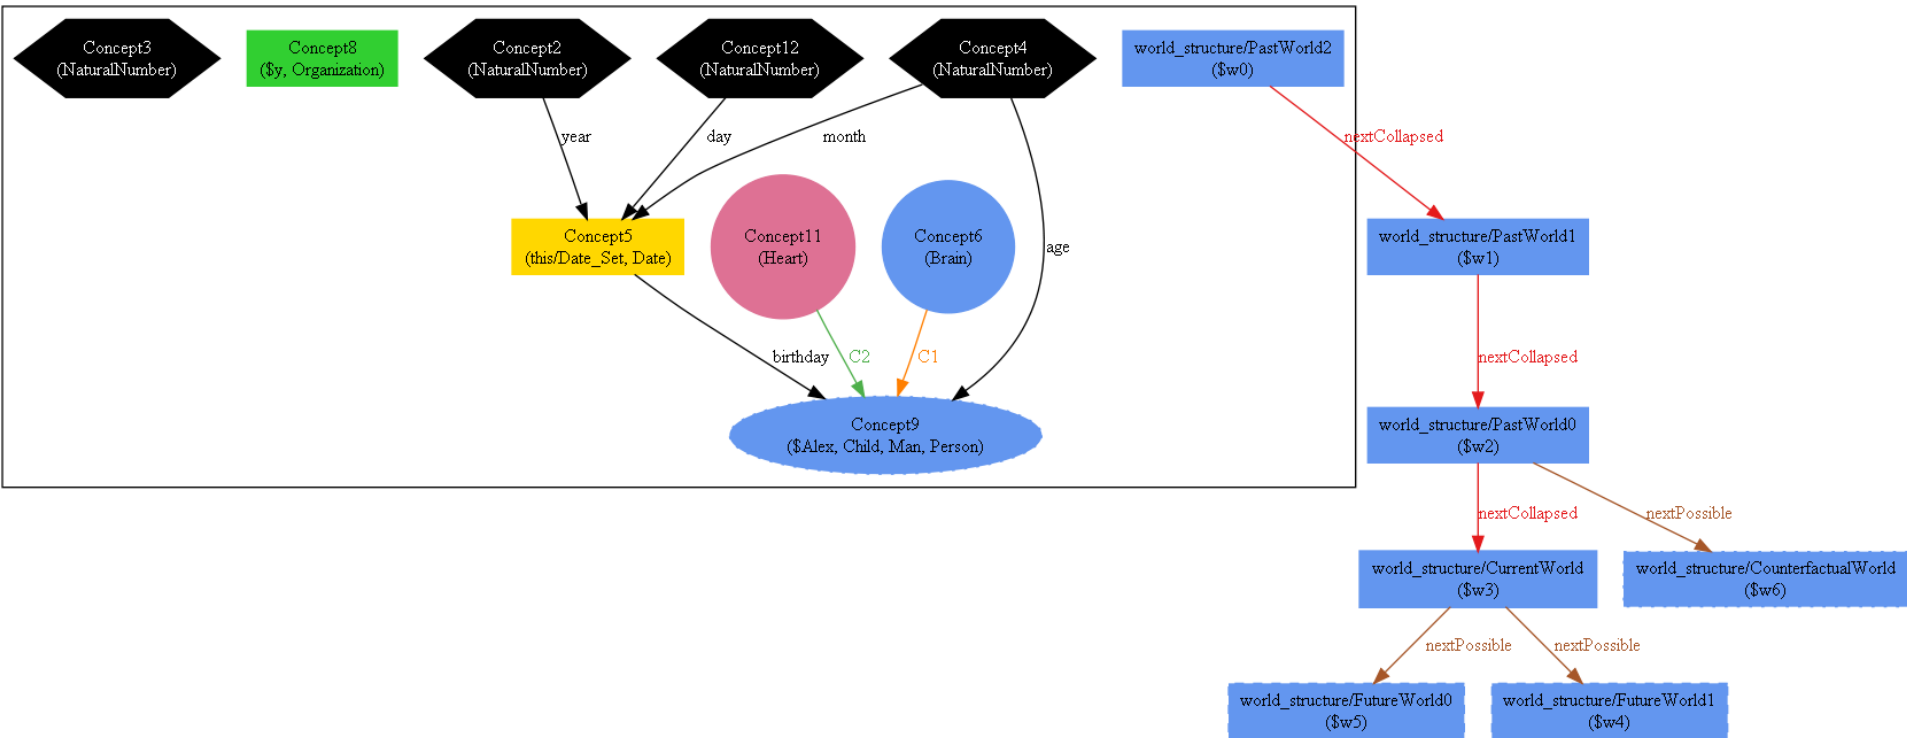 Concept3
(NaturalNumber)
Concept8
($y, Organization)
Concept2
(NaturalNumber)
Concept12
(NaturalNumber)
Concept4
(NaturalNumber)
world_structure/PastWorld2
($w0)
year
day
month
nextCollapsed
Concept5
(this/Date_Set, Date)
Concept11
(Heart)
Concept6
(Brain)
age
world_structure/PastWorld1
($w1)
birthday
C2
C1
nextCollapsed
Concept9
($Alex, Child, Man, Person)
world_structure/PastWorld0
($w2)
nextCollapsed
nextPossible
world_structure/CurrentWorld
($w3)
world_structure/CounterfactualWorld
($w6)
nextPossible
nextPossible
world_structure/FutureWorld0
($w5)
world_structure/FutureWorld1
($w4)